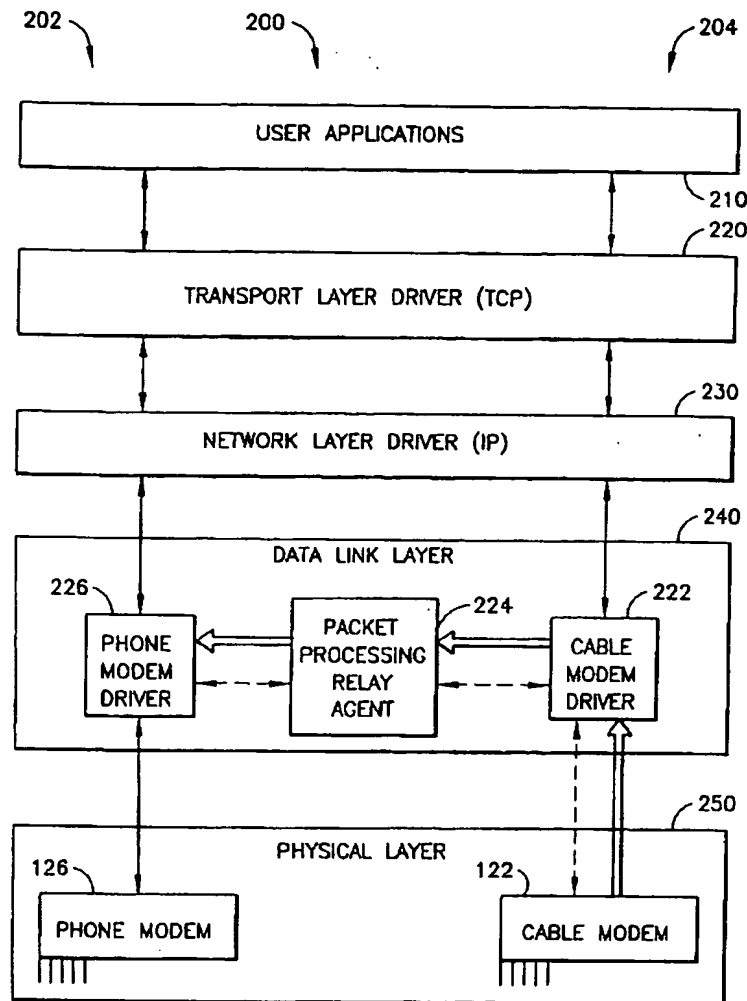 202
200
204
USER APPLICATIONS
210
220
TRANSPORT LAYER DRIVER (TCP)
230
NETWORK LAYER DRIVER (IP)
240
DATA LINK LAYER
226
224
222
PHONE
MODEM
DRIVER
PACKET
PROCESSING
RELAY
AGENT
CABLE
MODEM
DRIVER
250
PHYSICAL LAYER
126
122
PHONE MODEM
CABLE MODEM